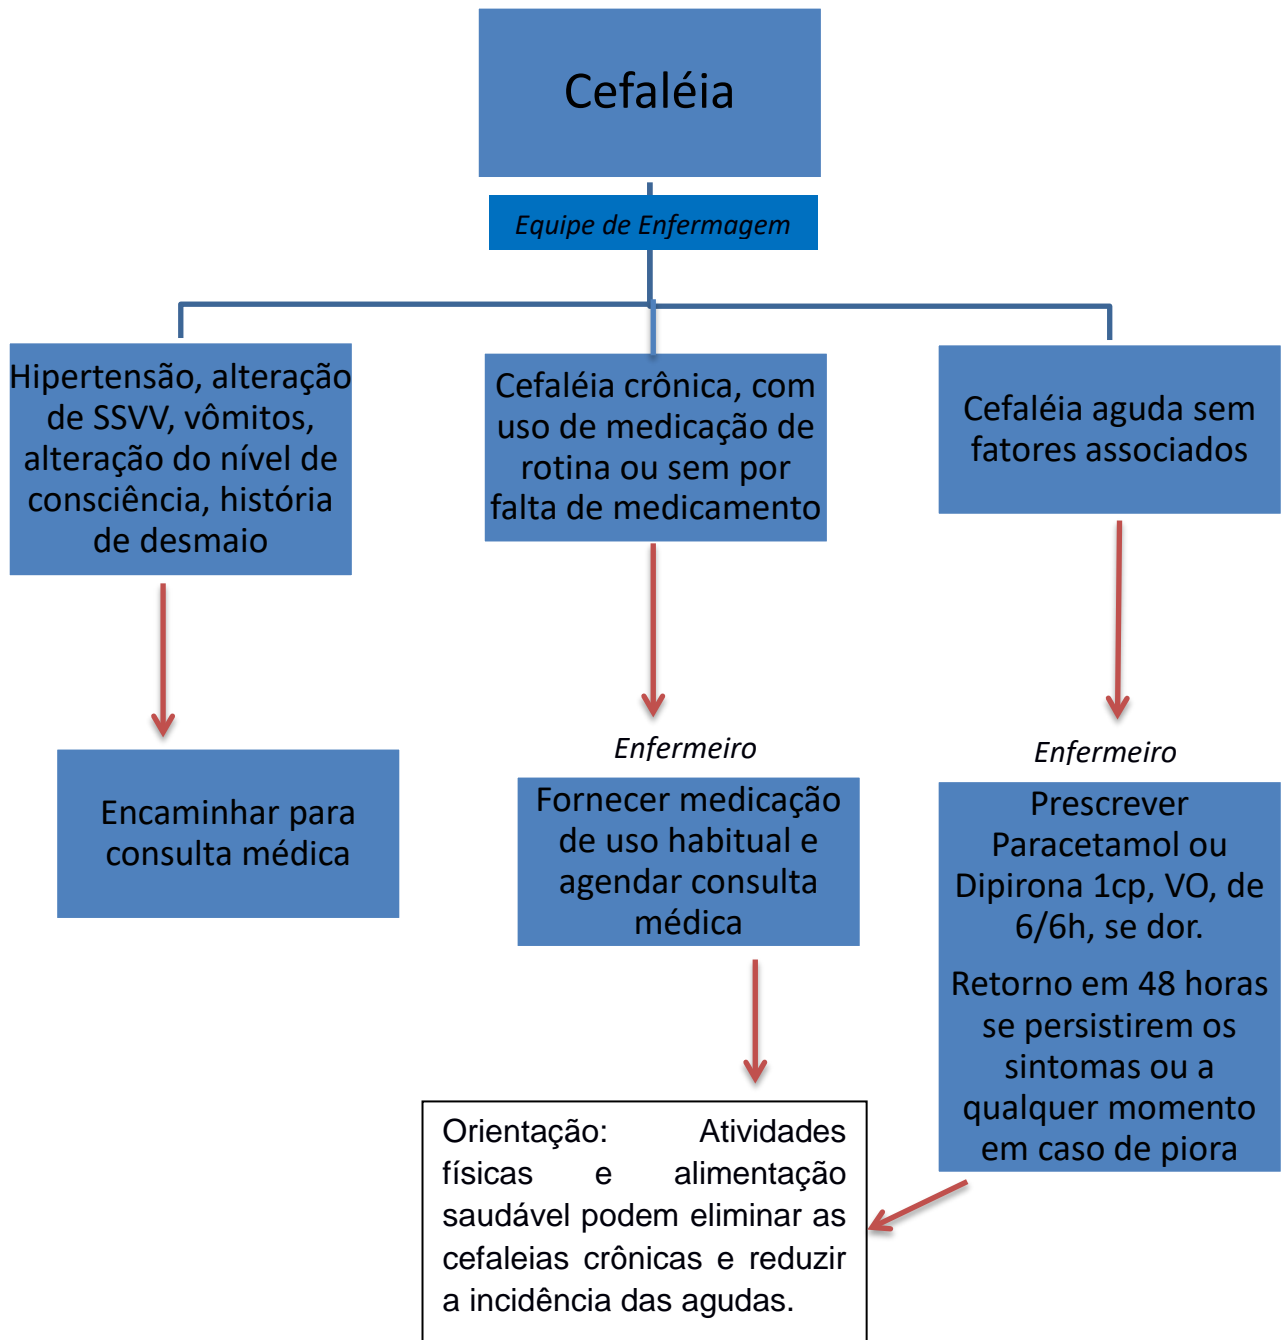 Cefaléia
Equipe de Enfermagem
Hipertensão, alteração
de SSVV, vômitos,
alteração do nível de
consciência, história
de desmaio
Cefaléia crônica, com
uso de medicação de
rotina ou sem por
falta de medicamento
Cefaléia aguda sem
fatores associados
Encaminhar para
consulta médica
Enfermeiro
Fornecer medicação
de uso habitual e
agendar consulta
médica
Enfermeiro
Prescrever
Paracetamol ou
Dipirona 1cp, VO, de
6/6h, se dor.
Retorno em 48 horas
se persistirem os
sintomas ou a
qualquer momento
em caso de piora
Orientação: Atividades
físicas e alimentação
saudável podem eliminar as
cefaleias crônicas e reduzir
a incidência das agudas.